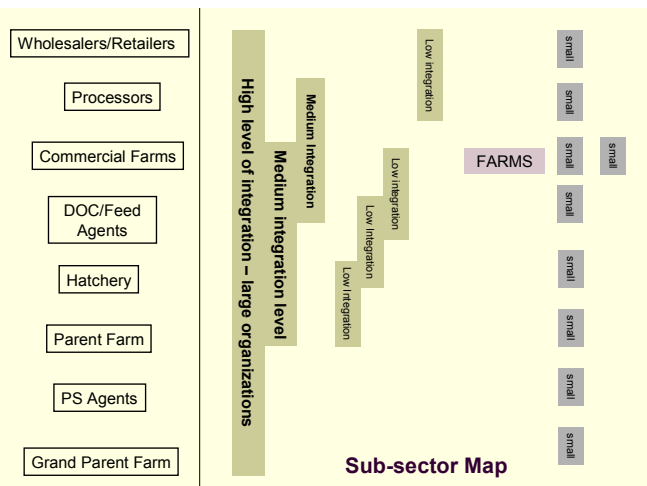 Wholesalers/Retailers
Processors
Commercial Farms
DOC/Feed
Agents
Hatchery
Parent Farm
PS Agents
Grand Parent Farm
High level of integration – large organizations
Medium integration level
Medium Integration
Low Integration
Low Integration
Low integration
Low integration
FARMS
small
small
small
small
small
small
small
small
small
Sub-sector Map